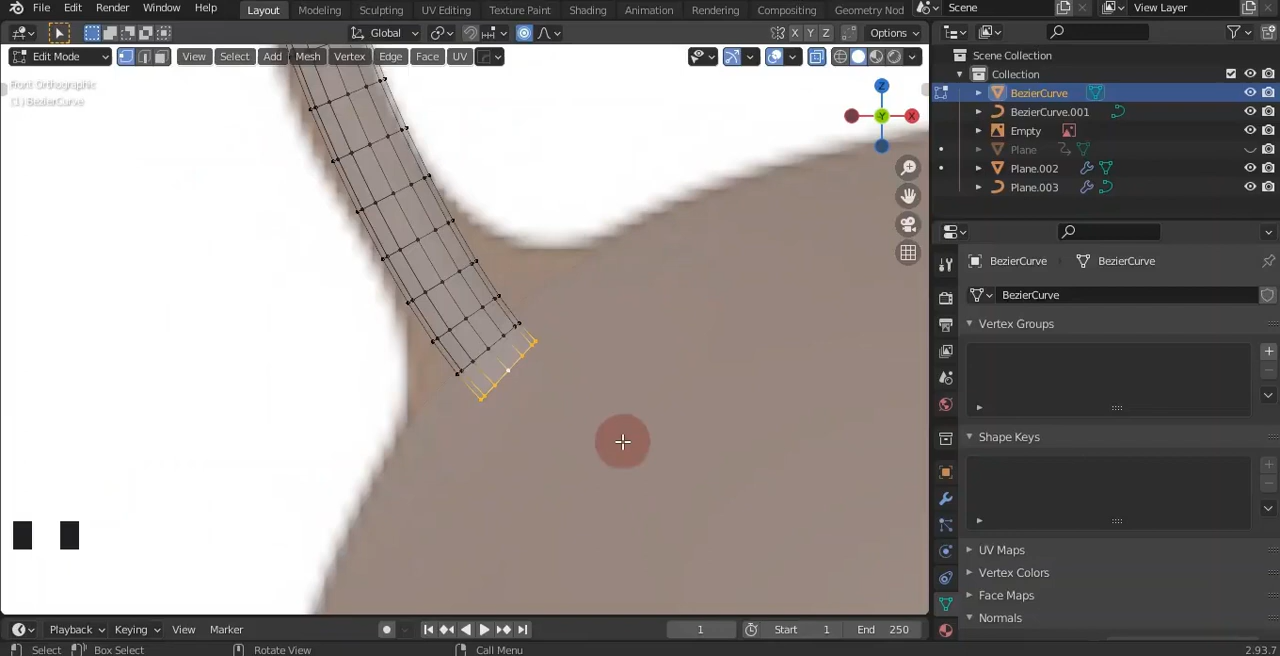 File Edit Render Window Help Layout Modeling Sculpting UV Editing Texture Paint Shading Animation Rendering Compositing Geometry Nod Scene View Layer
Global X Y Z Options
Edit Mode View Select Add Mesh Vertex Edge Face UV
Front Orthographic
(1) BezierCurve
Z
X
Y
Scene Collection
Collection
BezierCurve
BezierCurve.001
Empty
Plane
Plane.002
Plane.003
BezierCurve BezierCurve
BezierCurve
Vertex Groups
Shape Keys
UV Maps
Vertex Colors
Face Maps
Normals
Playback Keying View Marker 1 Start 1 End 250
Select Box Select Rotate View Call Menu 2.93.7